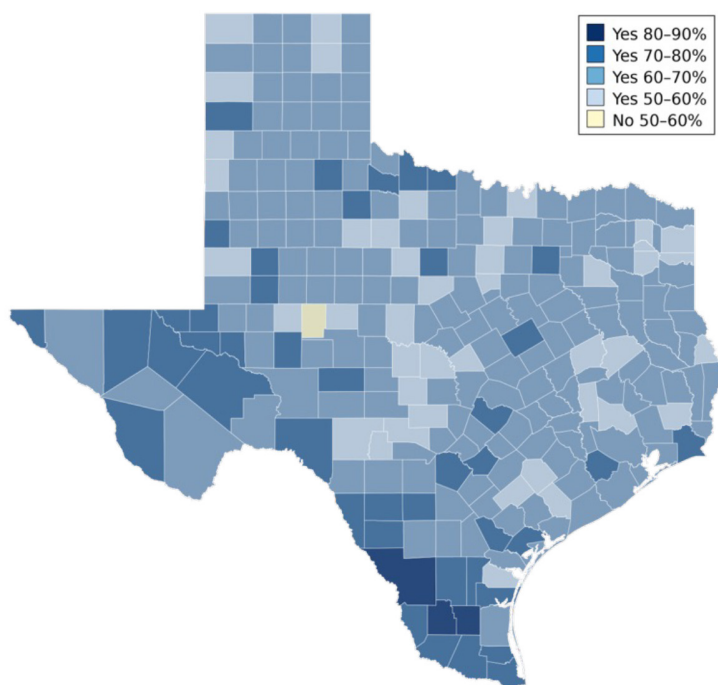 Yes 80–90%
Yes 70–80%
Yes 60–70%
Yes 50–60%
No 50–60%